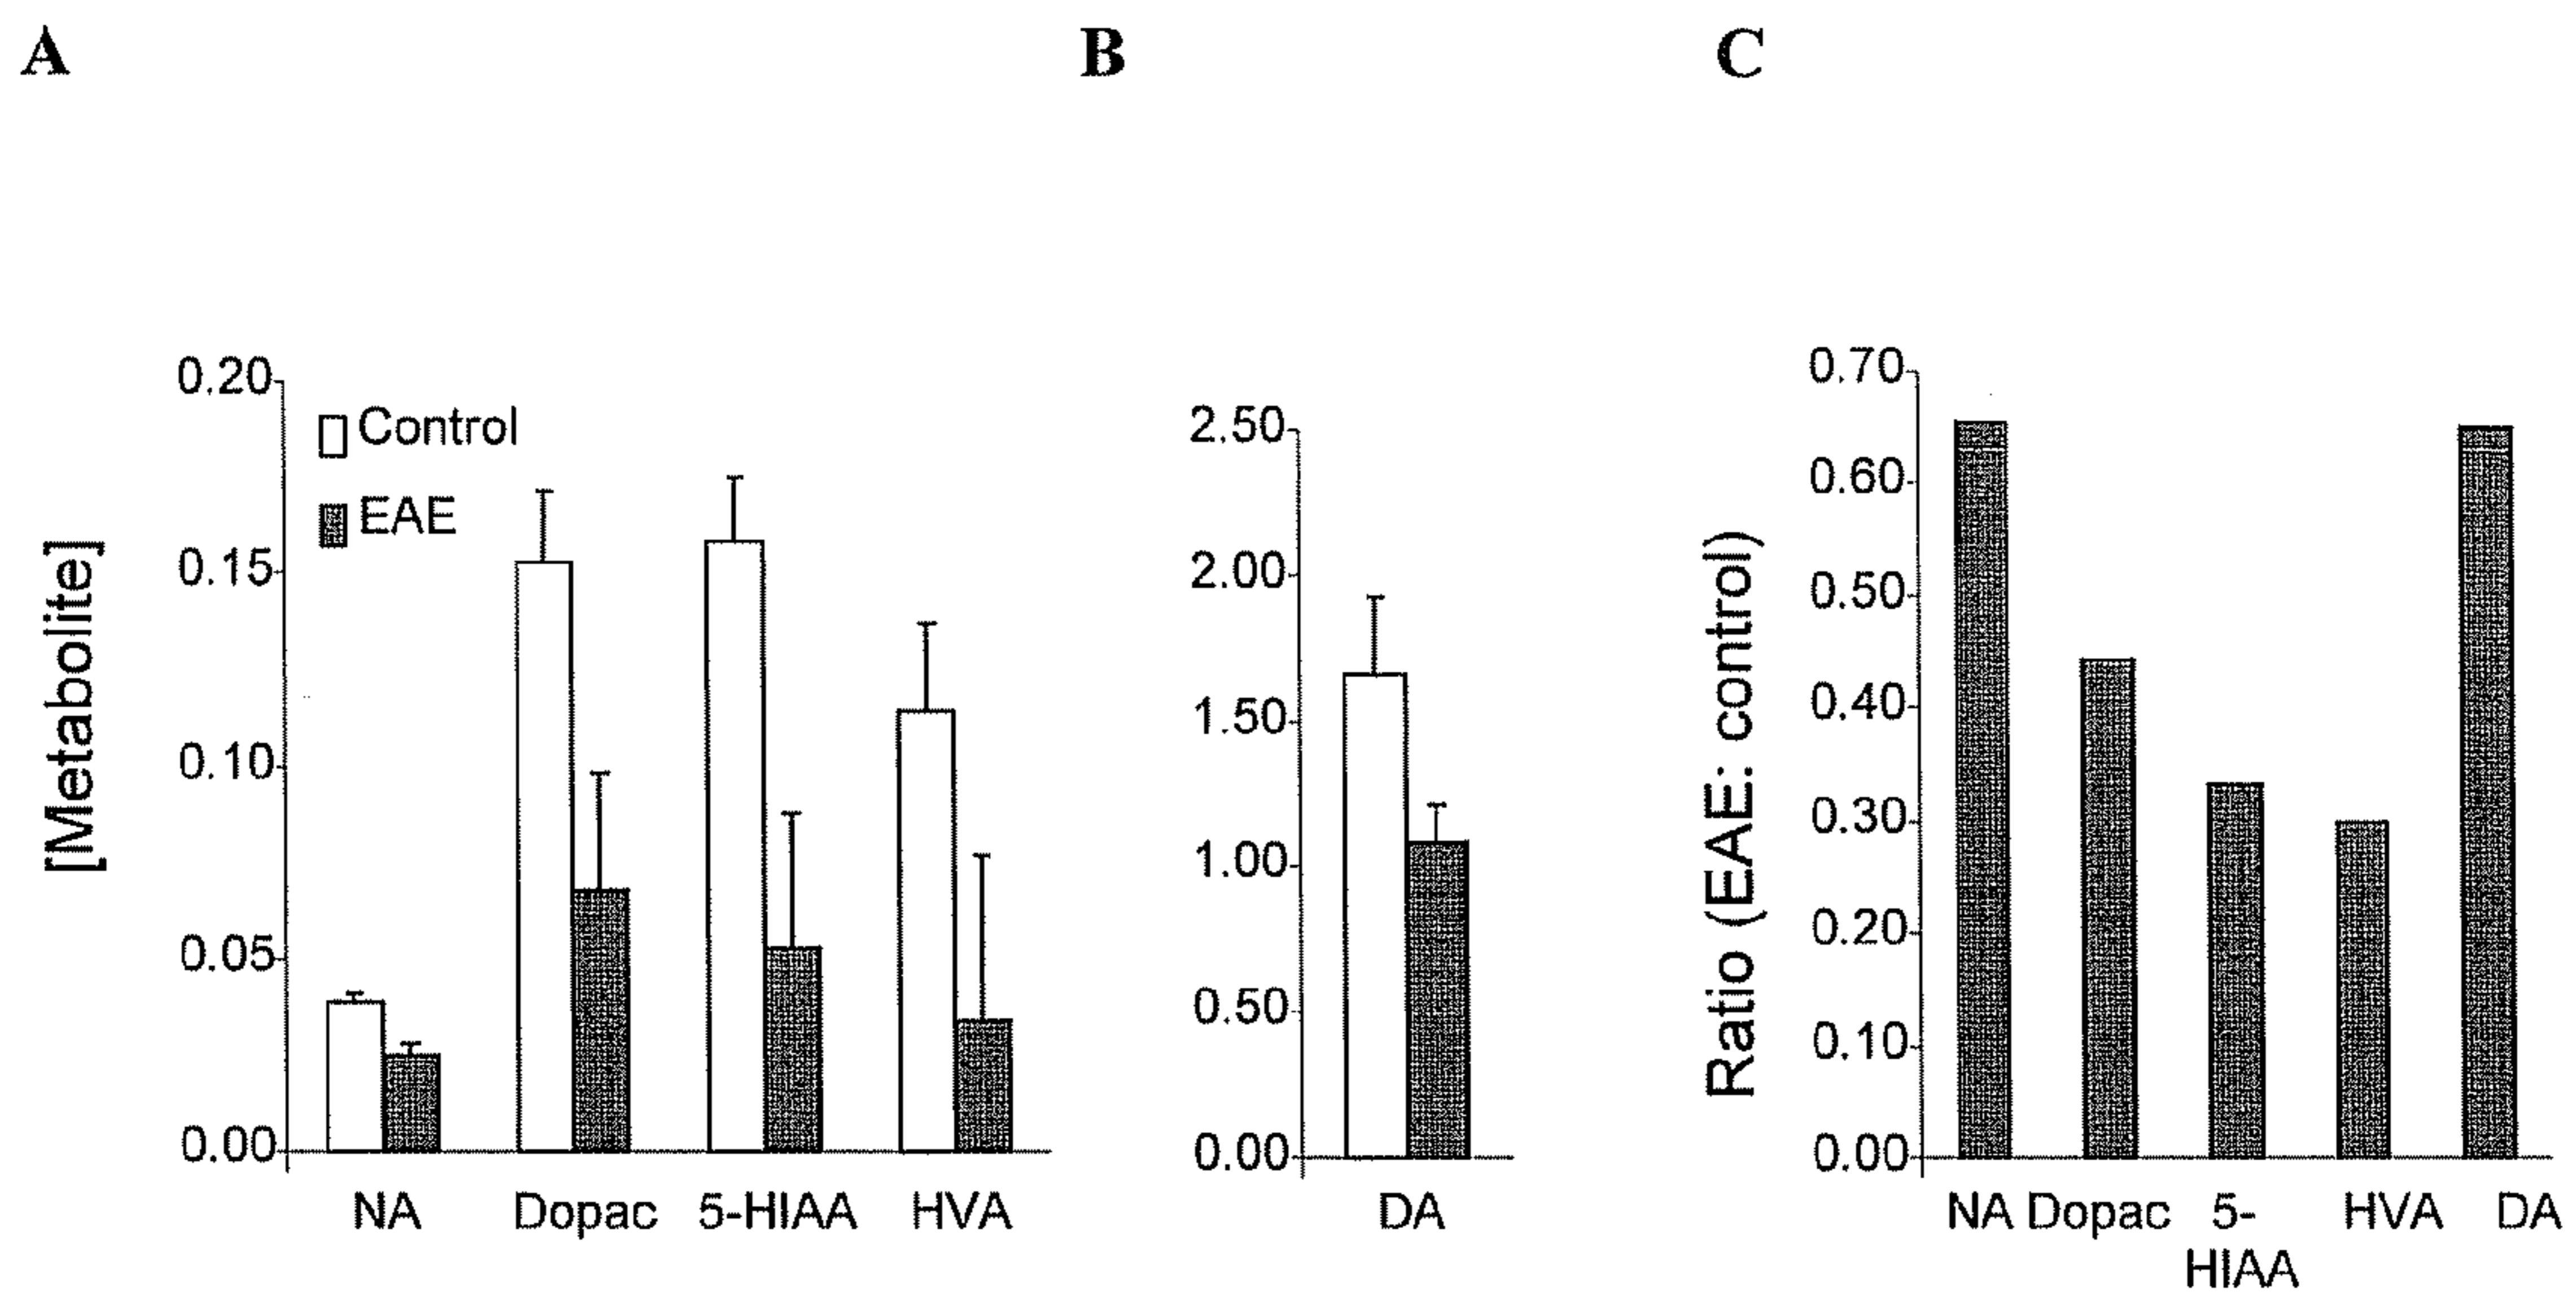 A
B
C
[Metabolite]
0.20
0.15
0.10
0.05
0.00
Control
EAE
NA
Dopac
5-HIAA
HVA
2.50
2.00
1.50
1.00
0.50
0.00
DA
Ratio (EAE: control)
0.70
0.60
0.50
0.40
0.30
0.20
0.10
0.00
NA
Dopac
5-
HIAA
HVA
DA